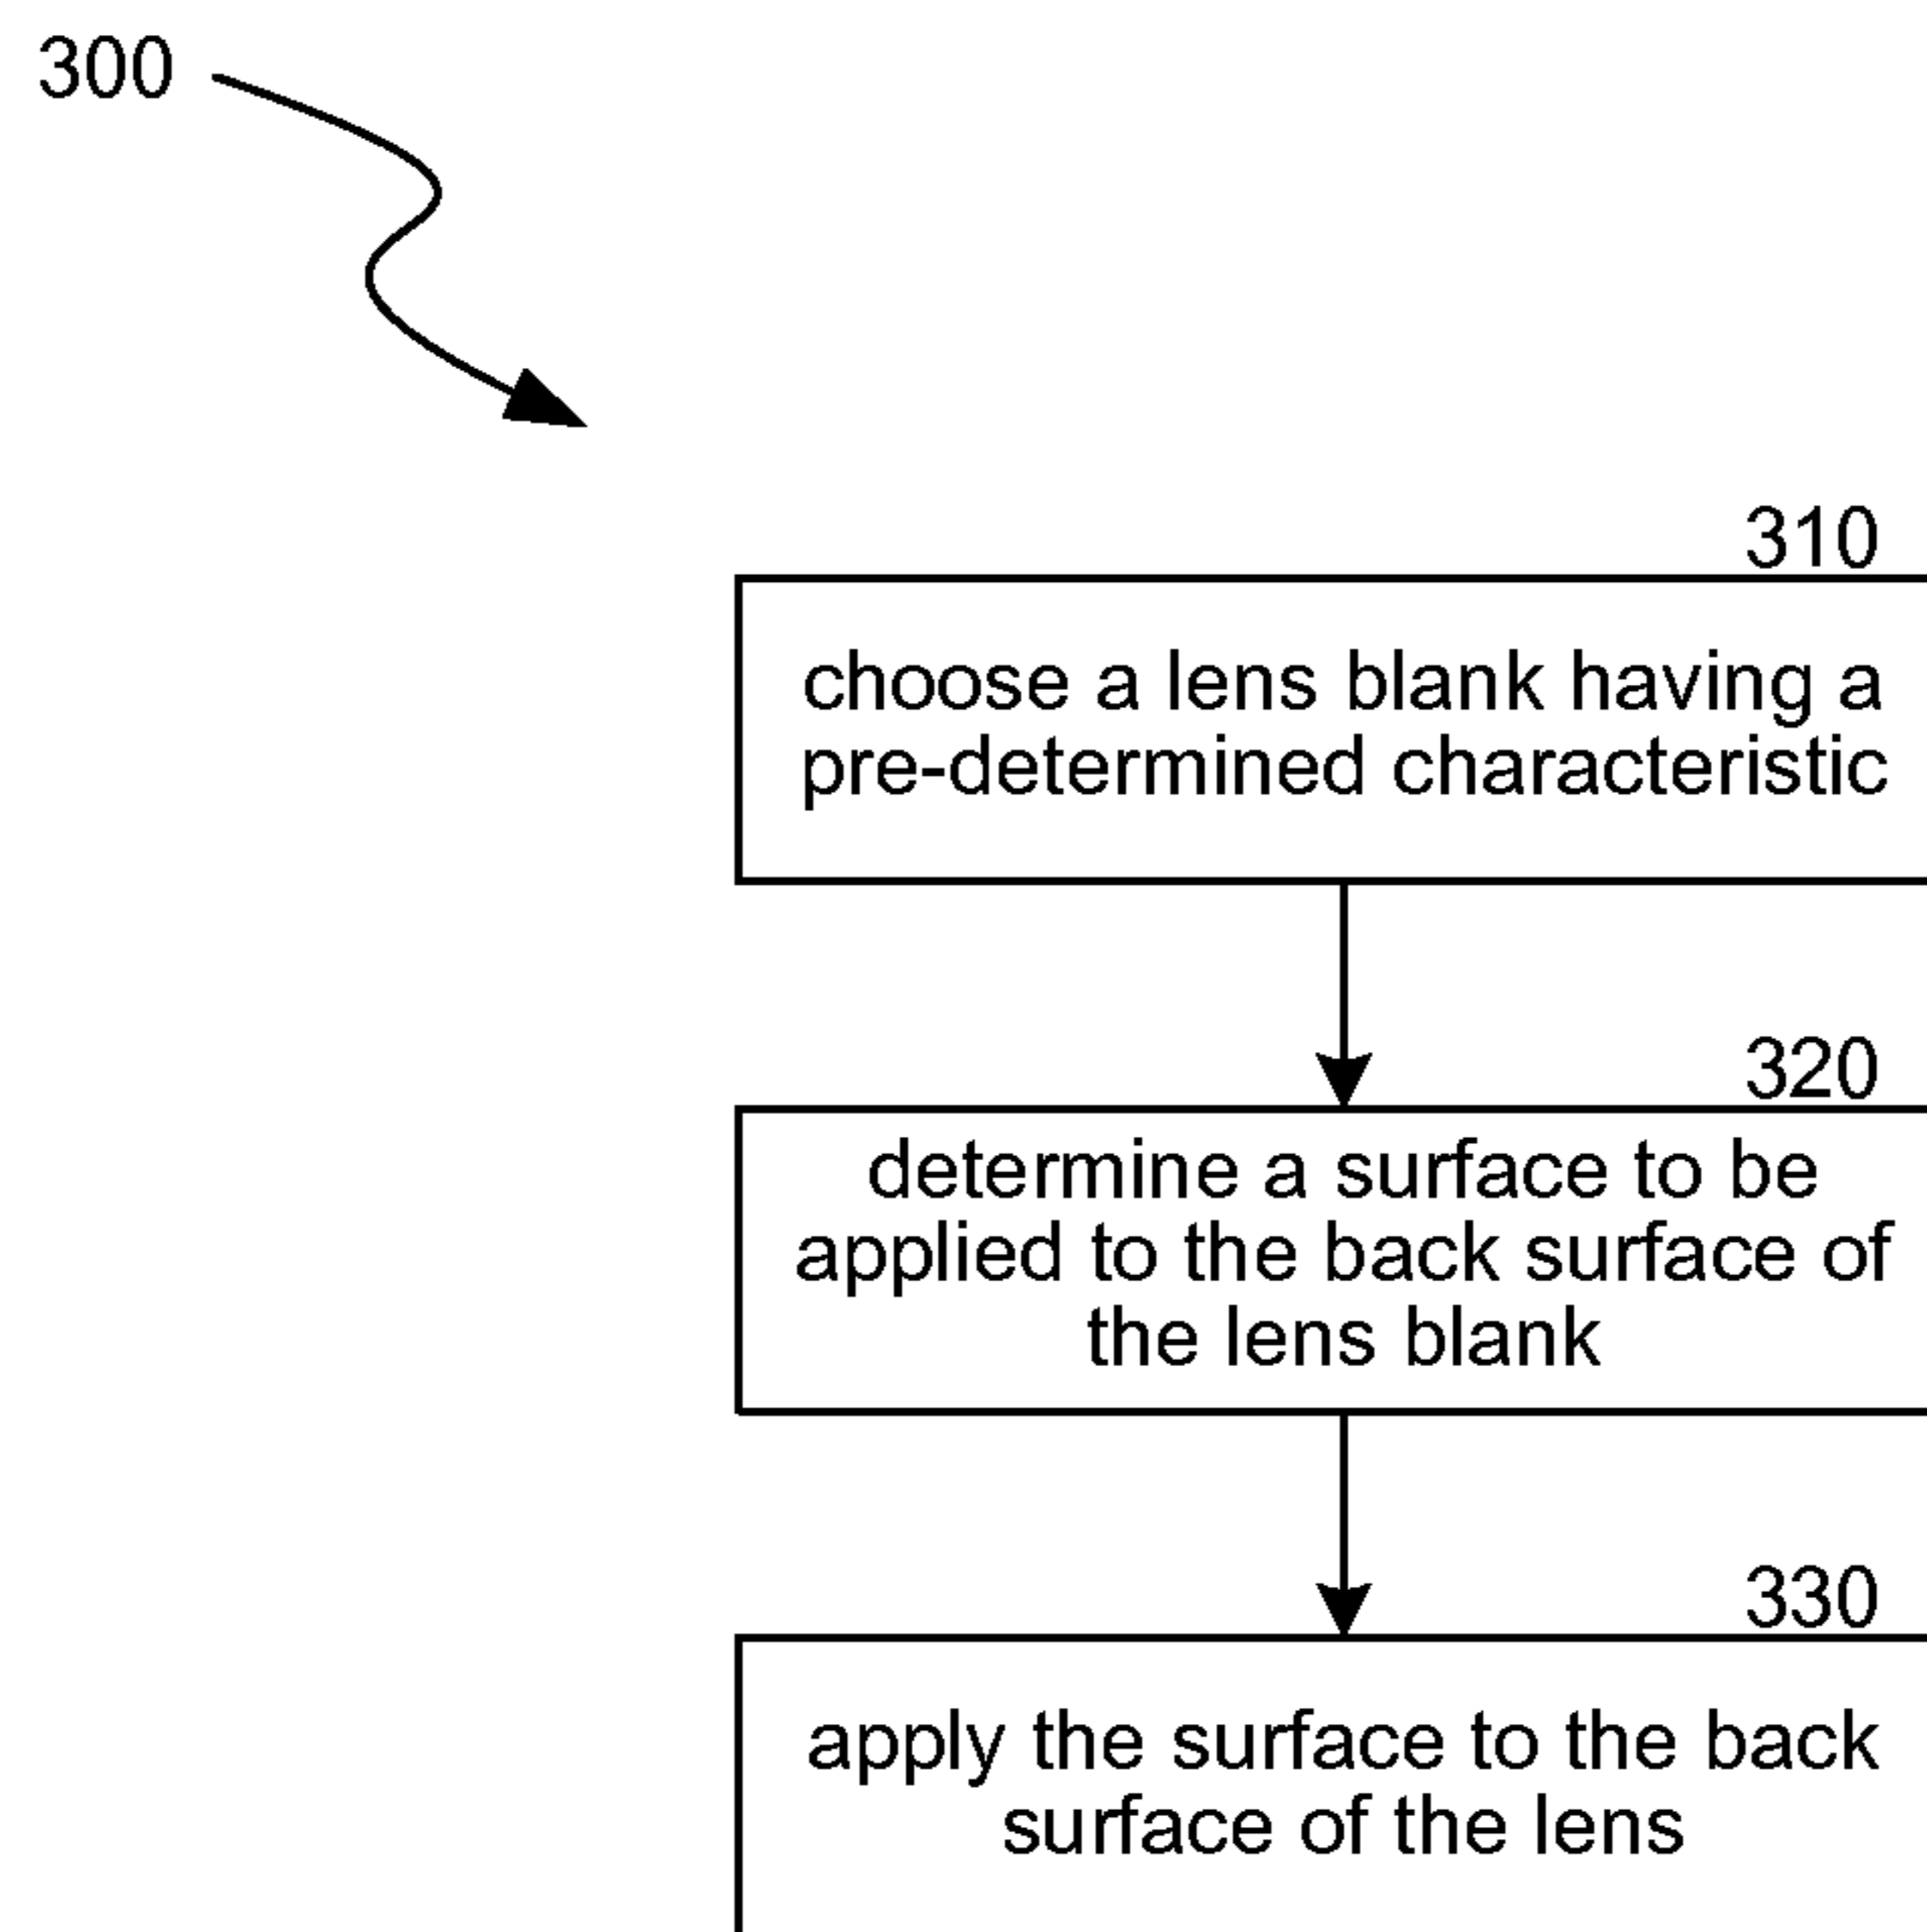 300
310
choose a lens blank having a
pre-determined characteristic
320
determine a surface to be
applied to the back surface of
the lens blank
330
apply the surface to the back
surface of the lens